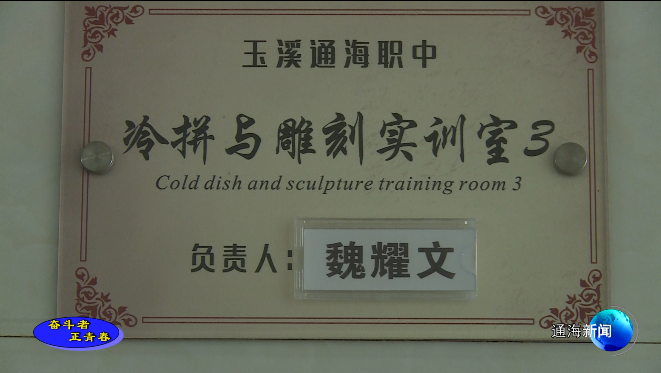 玉溪通海职中
冷拼与雕刻实训室3
Cold dish and sculpture training room 3
负责人：魏耀文
奋斗者
正青春
通海新闻